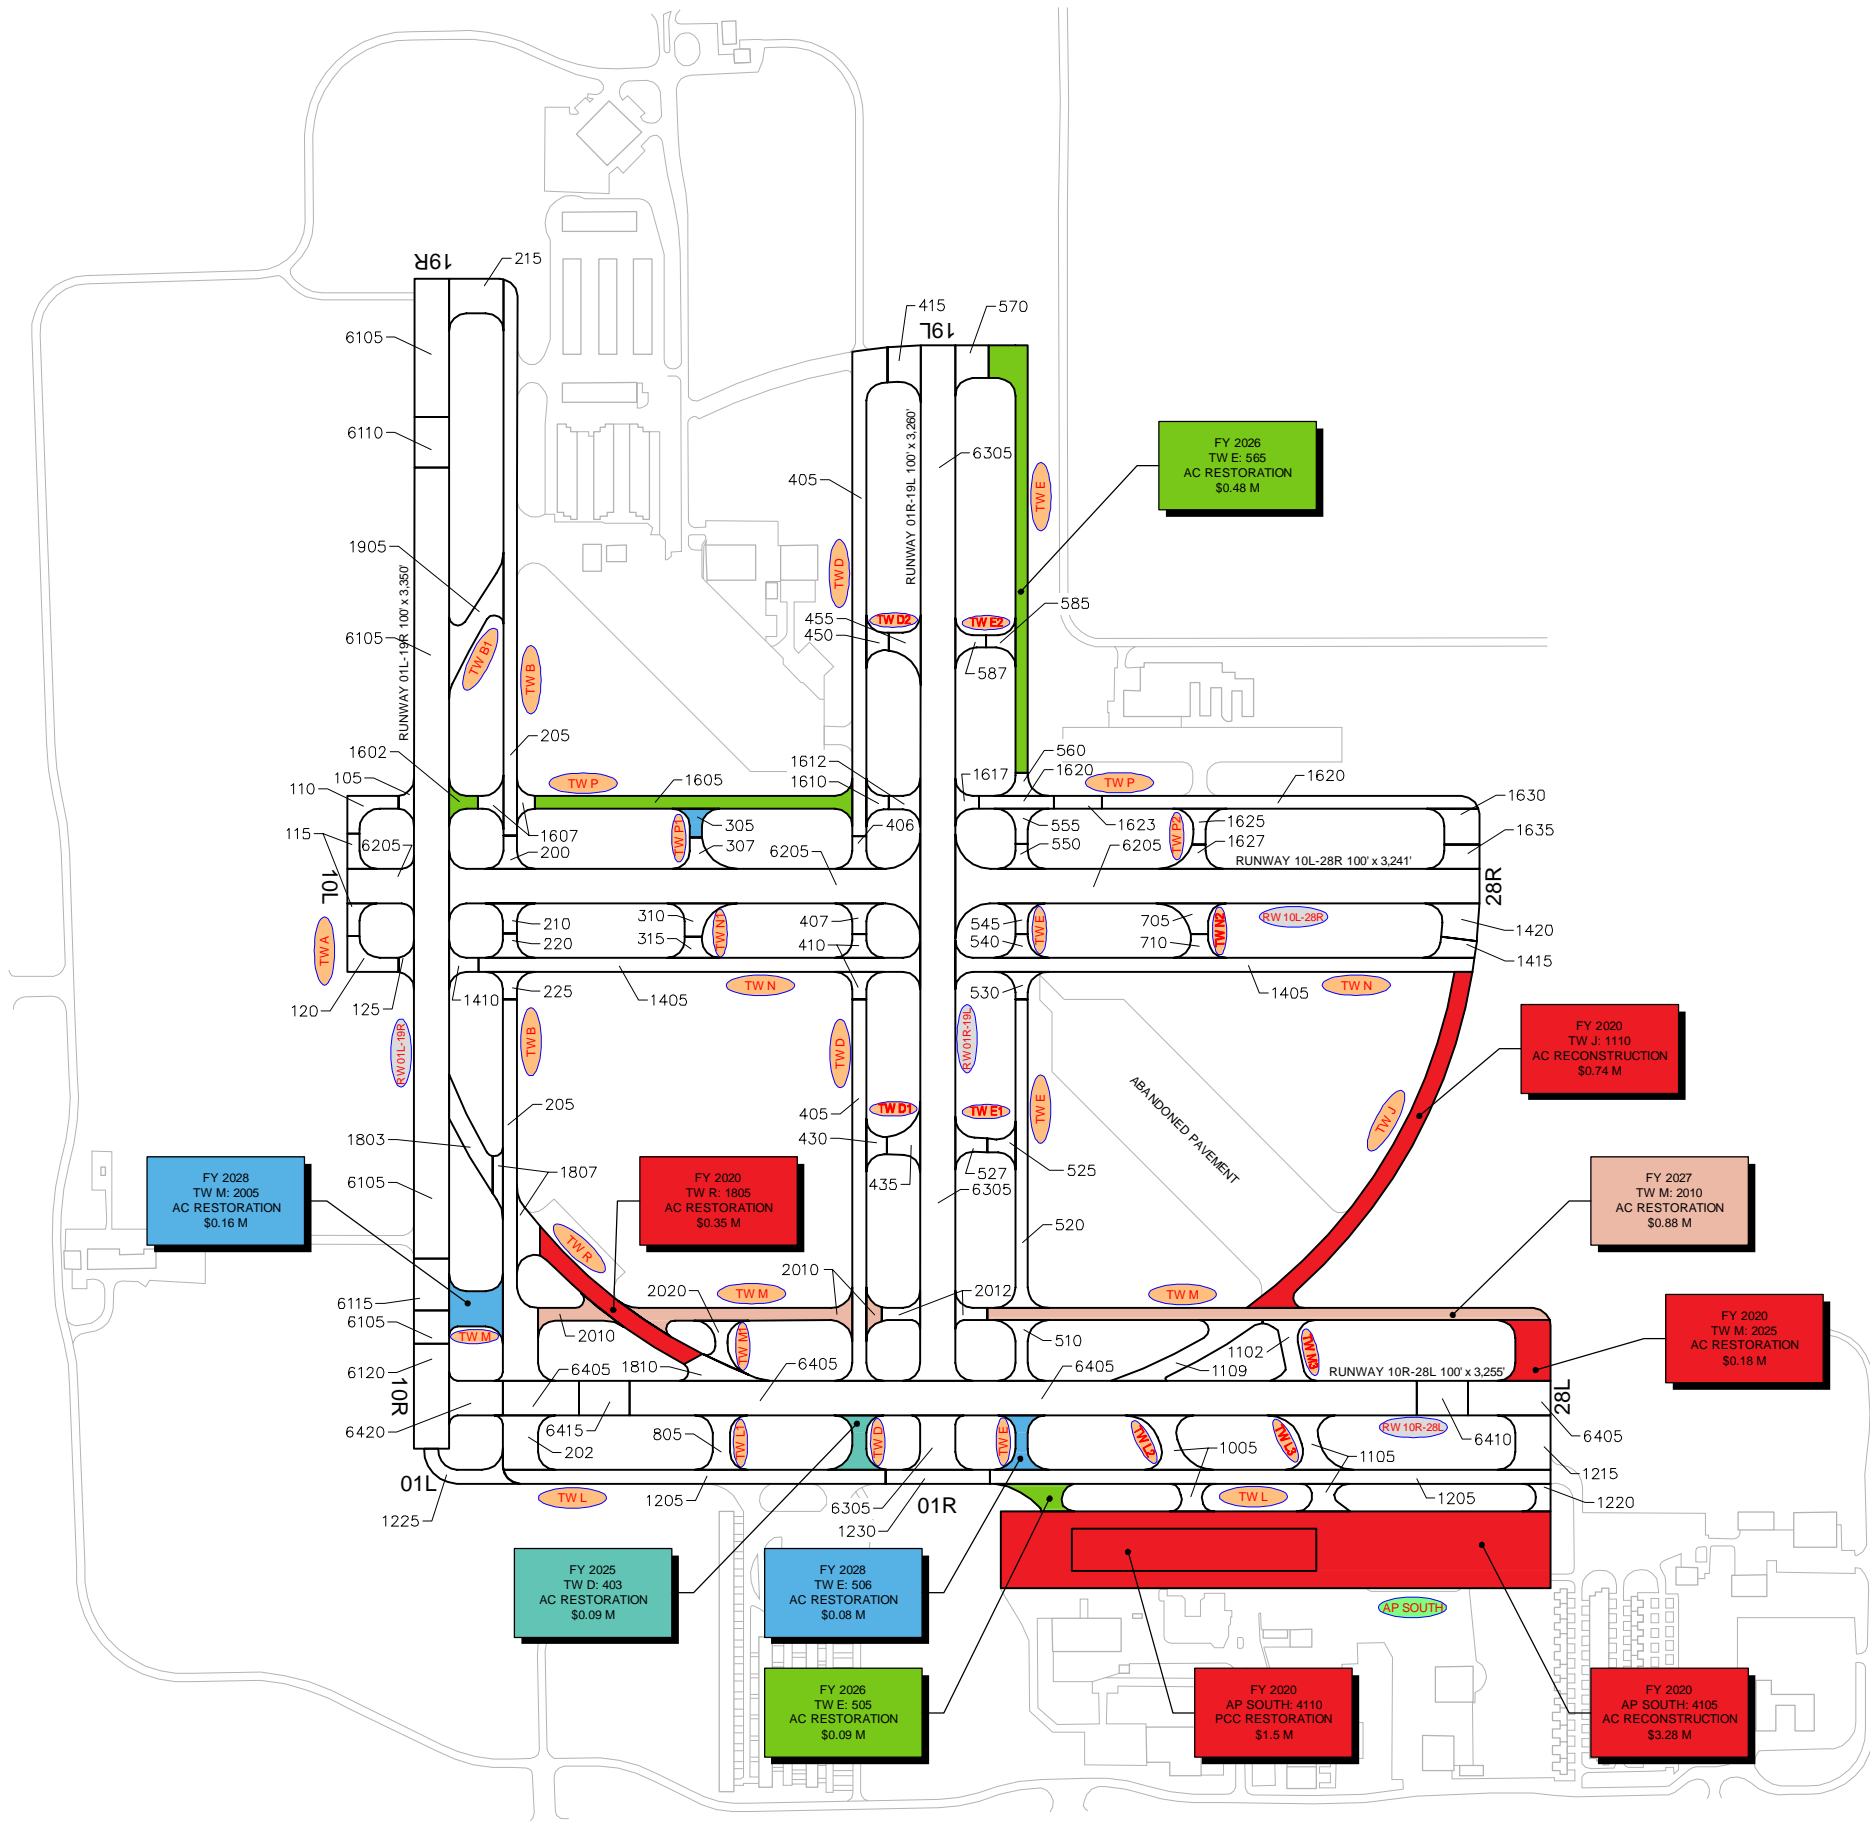 19R
215
415
570
19L
6105
6110
405
RUNWAY 01R-19L 100' x 3,260'
6305
TW E
FY 2026
TW E: 565
AC RESTORATION
$0.48 M
1905
RUNWAY 01L-19R 100' x 3,350'
TW D
TW D2
TW E2
585
455
450
587
6105
TW B1
TW B
205
1602
105
110
TW P
1605
1612
1610
1617
560
1620
TW P
1620
1630
115
6205
1607
200
TW P1
305
307
406
6205
555
550
1623
TW P2
1625
1627
6205
1635
RUNWAY 10L-28R 100' x 3,241'
10L
28R
TW A
210
220
310
315
TW N1
407
410
545
540
TW E
705
710
TW N2
RW 10L-28R
1420
1415
120
125
1410
225
1405
TW N
530
1405
TW N
RW 01L-19R
TW B
TW D
RW 01R-19L
FY 2020
TW J: 1110
AC RECONSTRUCTION
$0.74 M
205
405
TW D1
TW E1
TW E
ABANDONED PAVEMENT
TW J
1803
430
1807
527
525
435
6305
6105
FY 2028
TW M: 2005
AC RESTORATION
$0.16 M
FY 2020
TW R: 1805
AC RESTORATION
$0.35 M
FY 2027
TW M: 2010
AC RESTORATION
$0.88 M
520
TW R
2010
2020
TW M
2012
TW M
6115
6105
TW M
2010
TW M1
510
1102
TW M3
FY 2020
TW M: 2025
AC RESTORATION
$0.18 M
6120
10R
6405
1810
6405
6405
1109
RUNWAY 10R-28L 100' x 3,255'
28L
6420
6415
202
805
TW L1
TW D
TW E
TW L2
1005
TW L3
1105
RW 10R-28L
6410
6405
1215
01L
TW L
1205
6305
01R
TW L
1205
1220
1225
1230
FY 2025
TW D: 403
AC RESTORATION
$0.09 M
FY 2028
TW E: 506
AC RESTORATION
$0.08 M
AP SOUTH
FY 2026
TW E: 505
AC RESTORATION
$0.09 M
FY 2020
AP SOUTH: 4110
PCC RESTORATION
$1.5 M
FY 2020
AP SOUTH: 4105
AC RECONSTRUCTION
$3.28 M